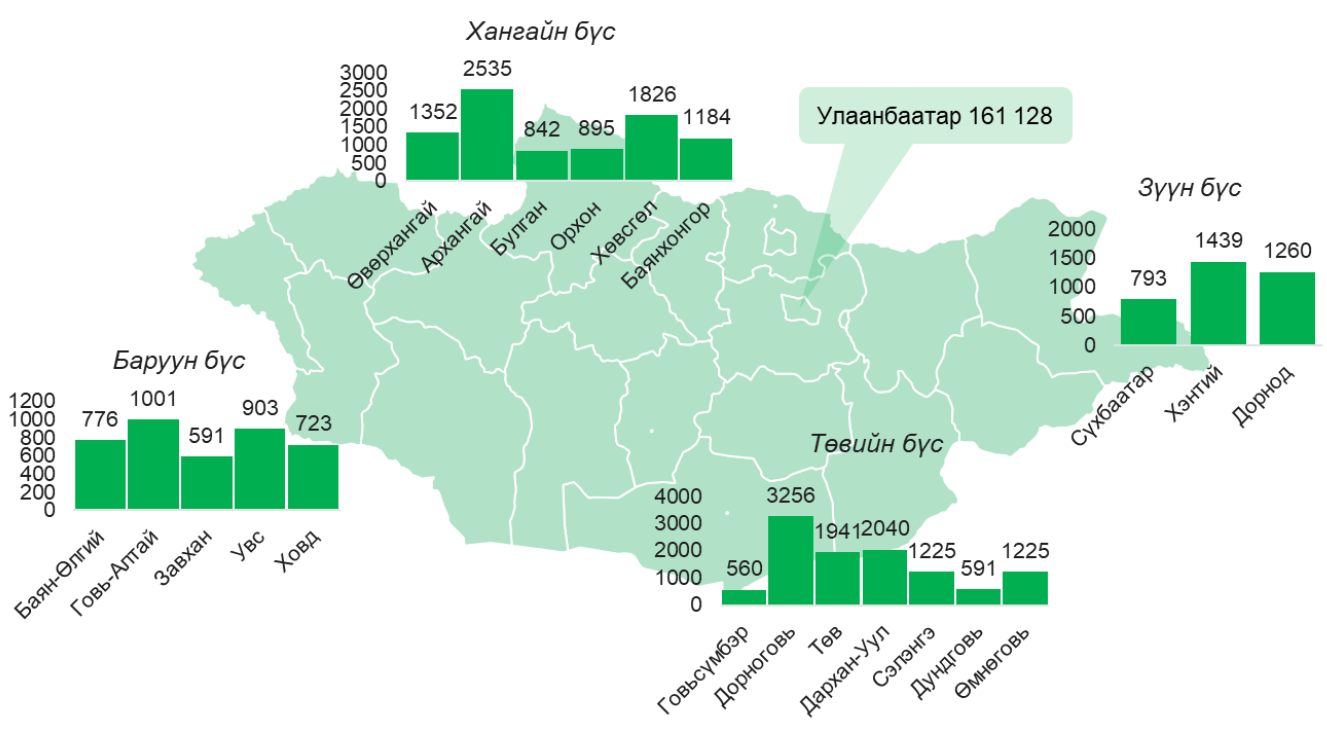 Хангайн бүс
3000
2500
2000
1500
1000
500
0
1352
2535
842
895
1826
1184
Өвөрхангай
Архангай
Булган
Орхон
Хөвсгөл
Баянхонгор
Улаанбаатар 161 128
Зүүн бүс
2000
1500
1000
500
0
793
1439
1260
Сүхбаатар
Хэнтий
Дорнод
Баруун бүс
1200
1000
800
600
400
200
0
776
1001
591
903
723
Баян-Өлгий
Говь-Алтай
Завхан
Увс
Ховд
Төвийн бүс
4000
3000
2000
1000
0
560
3256
1941
2040
1225
591
1225
Говьсүмбэр
Дорноговь
Төв
Дархан-Уул
Сэлэнгэ
Дундговь
Өмнөговь